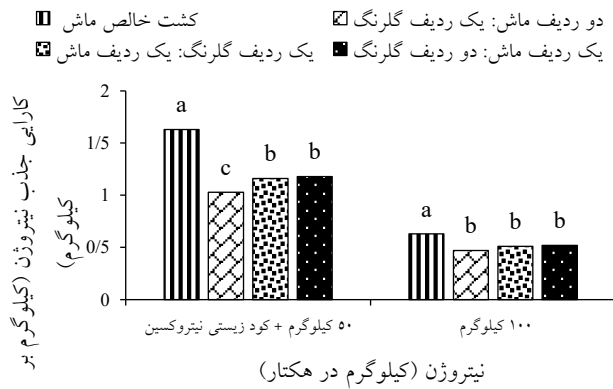 کشت خالص ماش
دو ردیف ماش: یک ردیف گلرنگ
یک ردیف گلرنگ: یک ردیف ماش
یک ردیف ماش: دو ردیف گلرنگ
کارایی جذب نیتروژن (کیلوگرم بر
کیلوگرم)
2
1/5
1
0/5
0
a
c
b
b
a
b
b
b
۵۰ کیلوگرم + کود زیستی نیتروکسین
۱۰۰ کیلوگرم
نیتروژن (کیلوگرم در هکتار)